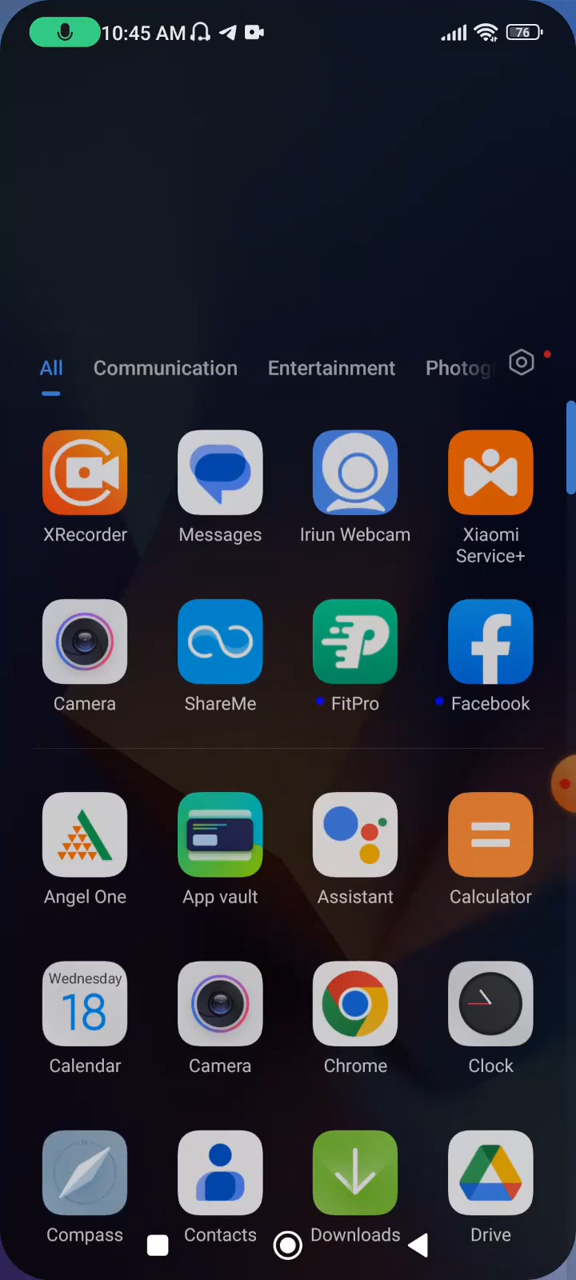 10:45 AM
76
All Communication Entertainment Photog
XRecorder Messages Iriun Webcam Xiaomi
Service+
Camera ShareMe FitPro Facebook
Angel One App vault Assistant Calculator
Wednesday
18
Calendar Camera Chrome Clock
Compass Contacts Downloads Drive